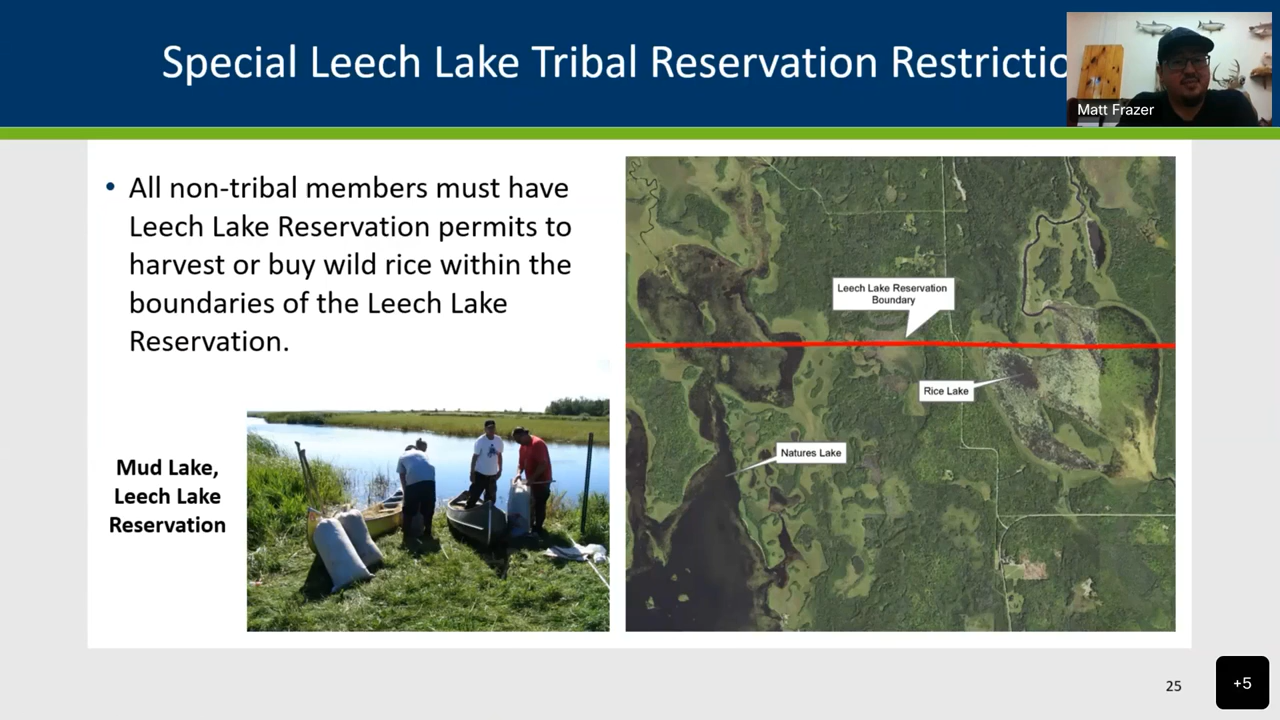 Special Leech Lake Tribal Reservation Restrictio
Matt Frazer
• All non-tribal members must have
Leech Lake Reservation permits to
harvest or buy wild rice within the
boundaries of the Leech Lake
Reservation.
Mud Lake,
Leech Lake
Reservation
Leech Lake Reservation
Boundary
Rice Lake
Natures Lake
25
+5